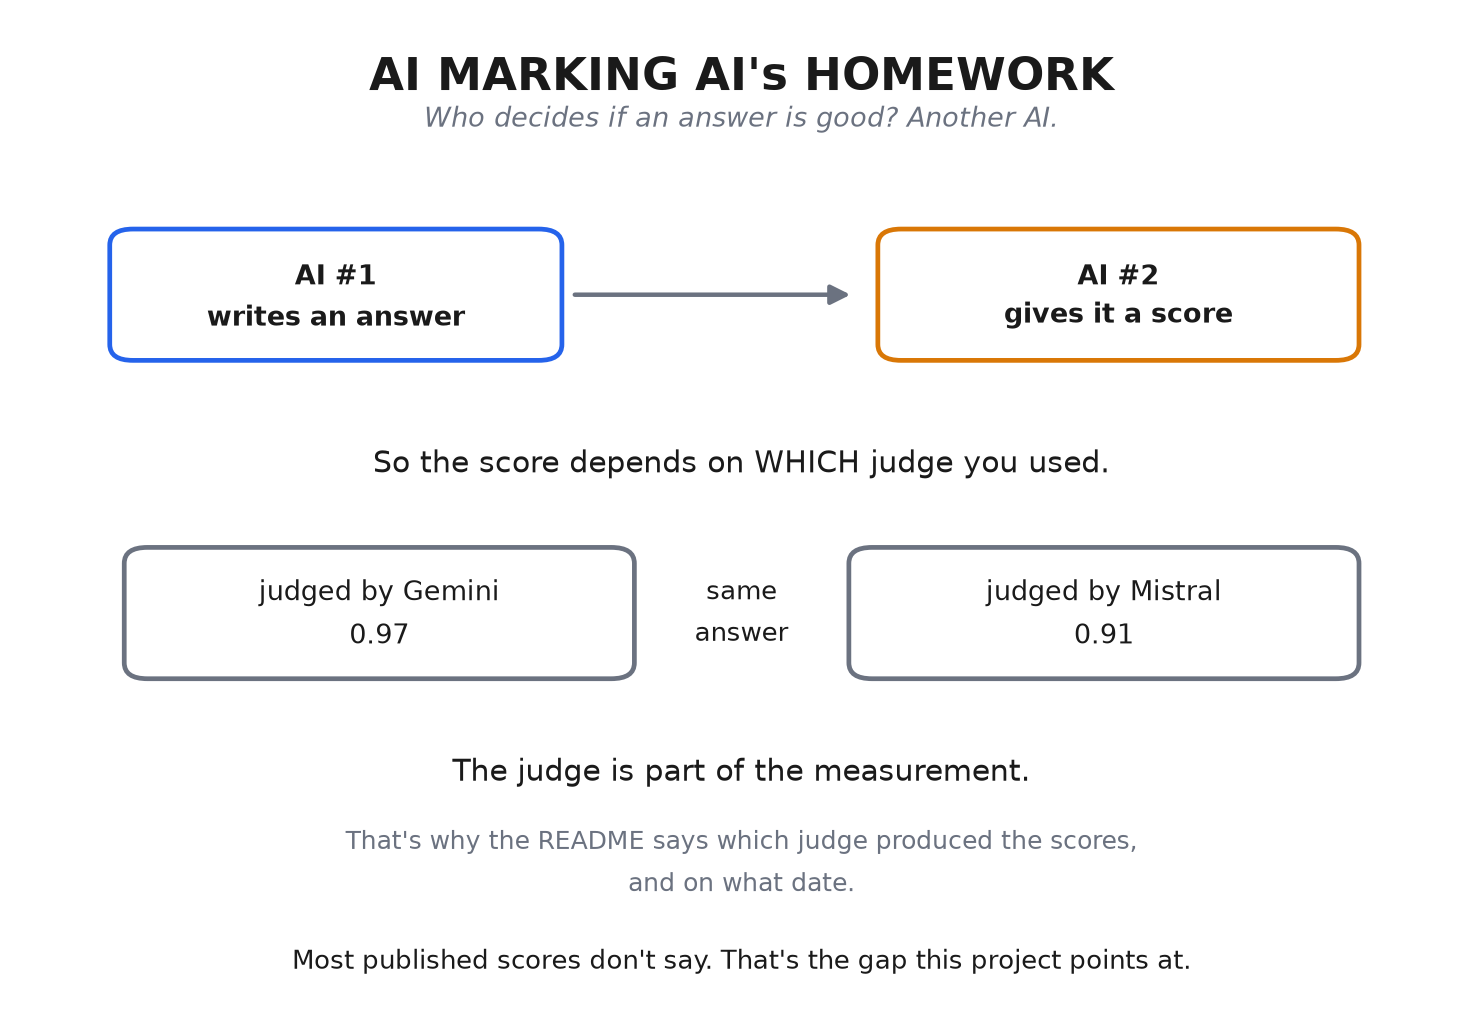 AI MARKING AI's HOMEWORK
Who decides if an answer is good? Another AI.
AI #1
writes an answer
AI #2
gives it a score
So the score depends on WHICH judge you used.
judged by Gemini
0.97
same
answer
judged by Mistral
0.91
The judge is part of the measurement.
That's why the README says which judge produced the scores,
and on what date.
Most published scores don't say. That's the gap this project points at.